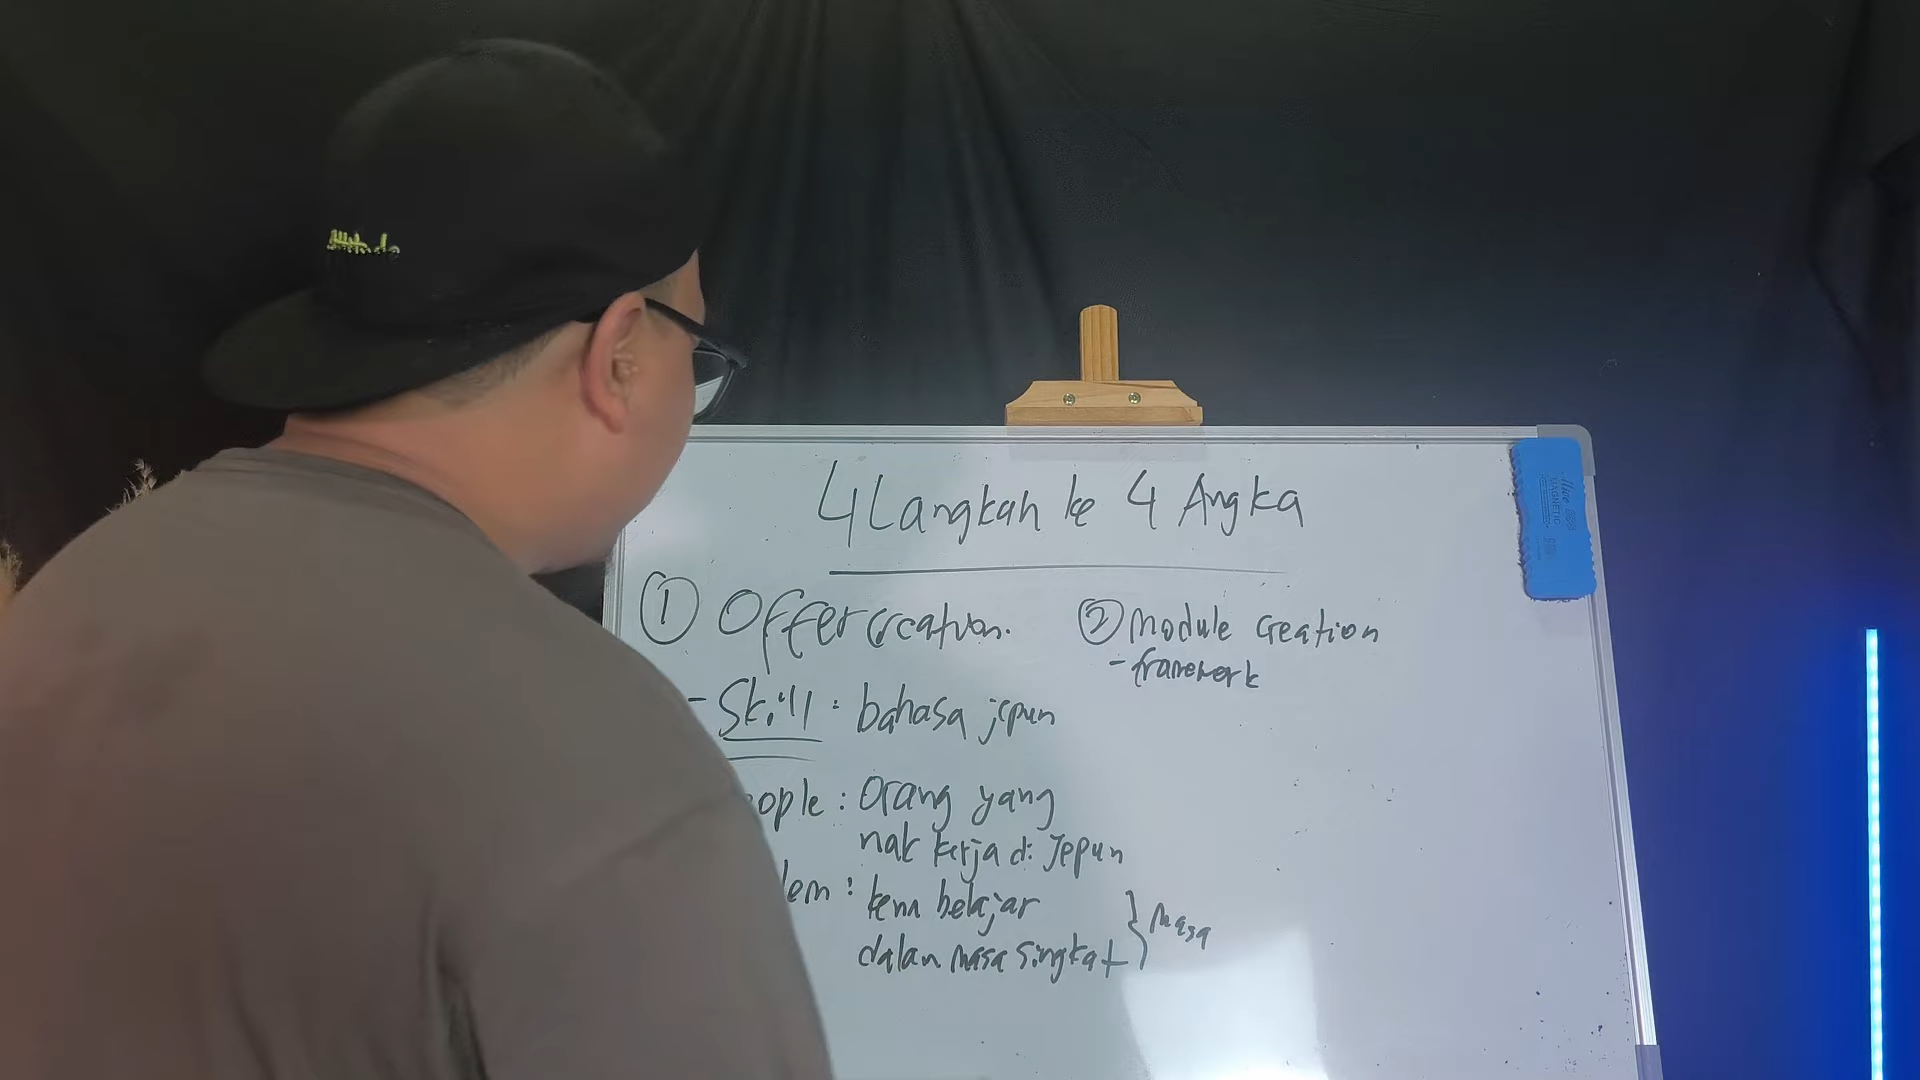 4 Langkah ke 4 Angka
① Offer creation.
- Skill : bahasa jepun
ople : Orang yang
nak kerja di Jepun
lem : kena belajar
dalam masa singkat } Masa
② Module creation
- framework
MAGNETIC